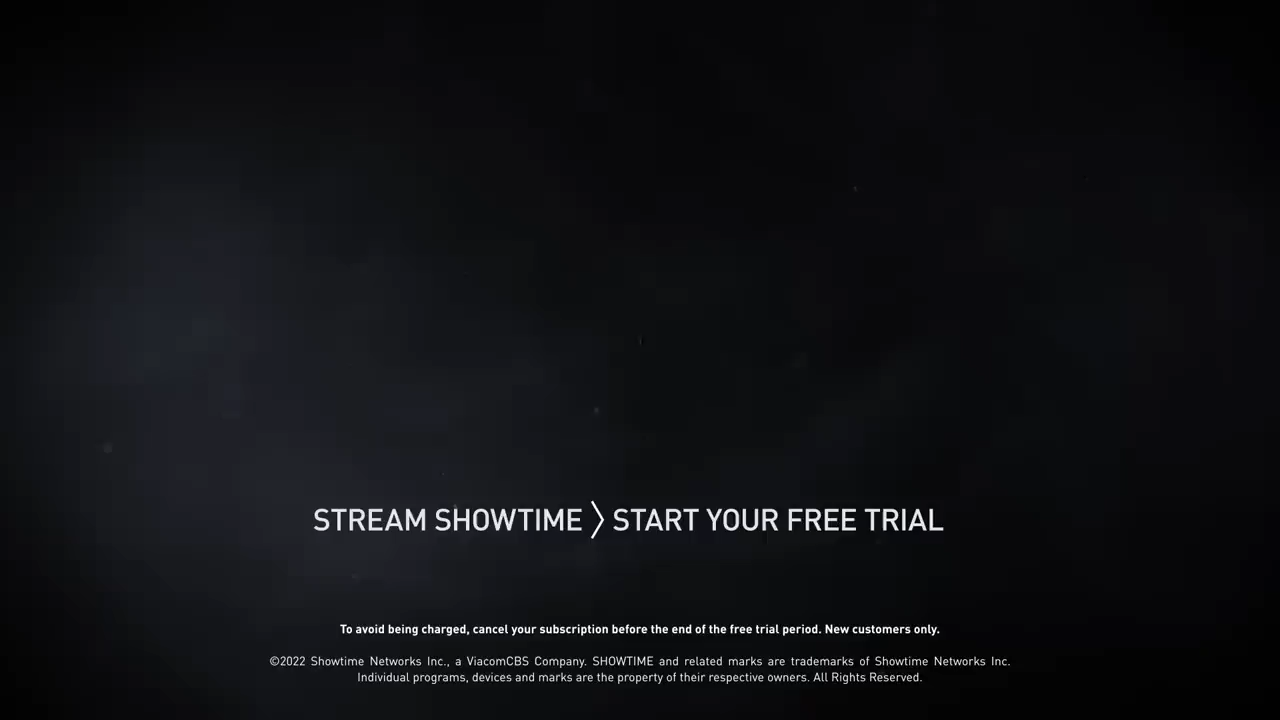 STREAM SHOWTIME 〉START YOUR FREE TRIAL
To avoid being charged, cancel your subscription before the end of the free trial period. New customers only.
©2022 Showtime Networks Inc., a ViacomCBS Company. SHOWTIME and related marks are trademarks of Showtime Networks Inc.
Individual programs, devices and marks are the property of their respective owners. All Rights Reserved.